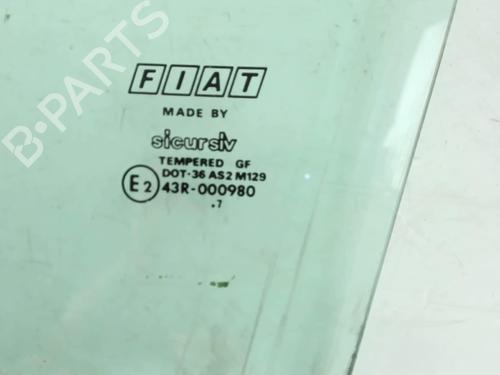 FIAT
MADE BY
sicursiv
TEMPERED GF
DOT·36 AS2 M129
E2 43R-000980
.7
B-PARTS